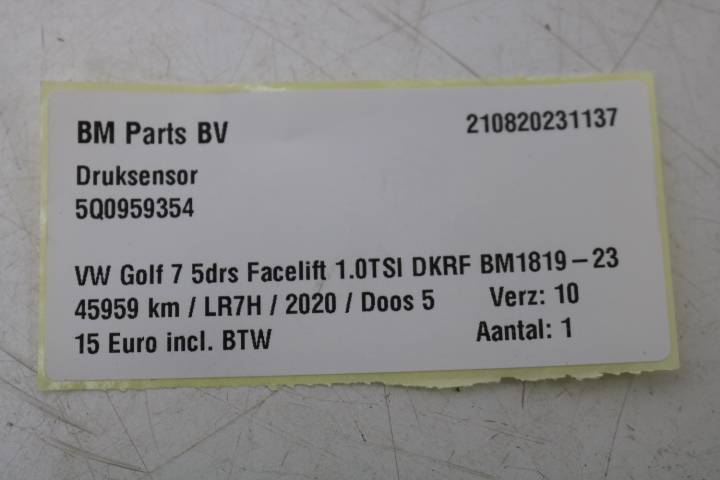 BM Parts BV 210820231137
Druksensor
5Q0959354
VW Golf 7 5drs Facelift 1.0TSI DKRF BM1819-23
45959 km / LR7H / 2020 / Doos 5 Verz: 10
15 Euro incl. BTW Aantal: 1